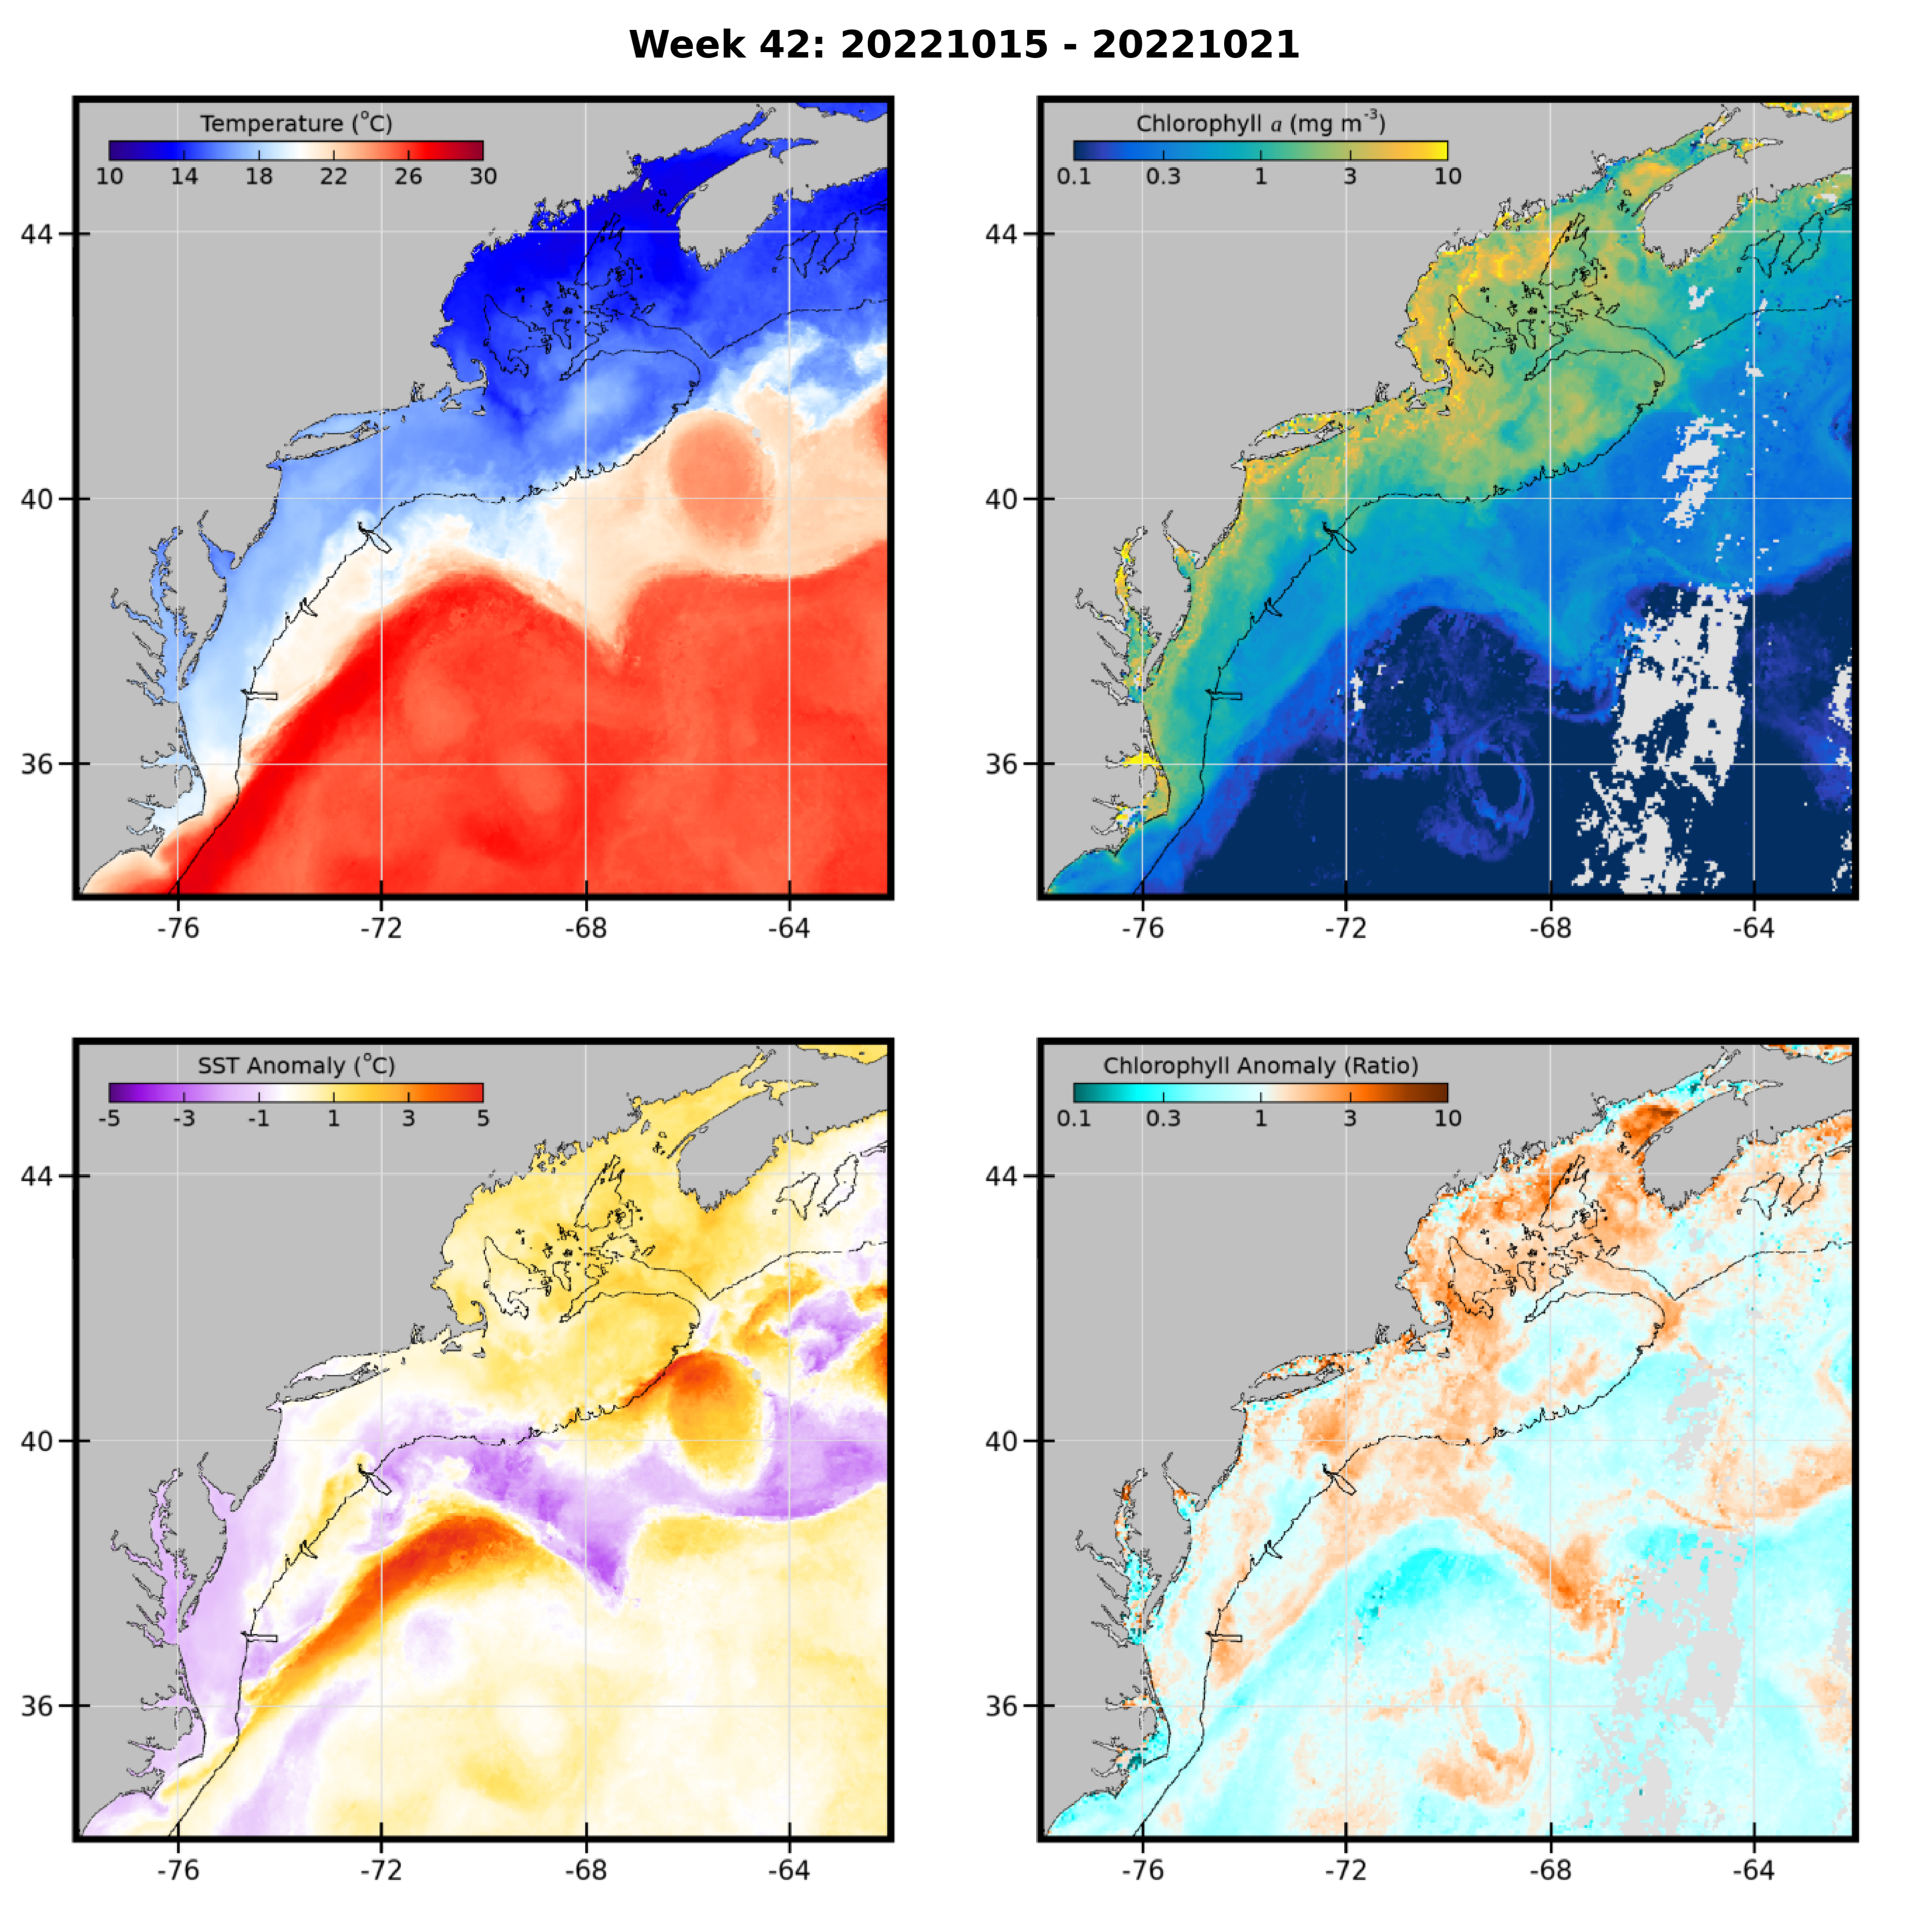 Week 42: 20221015 - 20221021
Temperature (°C)
10 14 18 22 26 30
44
40
36
-76 -72 -68 -64
Chlorophyll a (mg m⁻³)
0.1 0.3 1 3 10
44
40
36
-76 -72 -68 -64
SST Anomaly (°C)
-5 -3 -1 1 3 5
44
40
36
-76 -72 -68 -64
Chlorophyll Anomaly (Ratio)
0.1 0.3 1 3 10
44
40
36
-76 -72 -68 -64